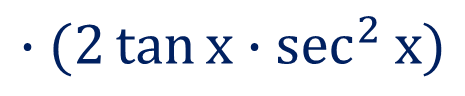 · (2 tan x · sec² x)